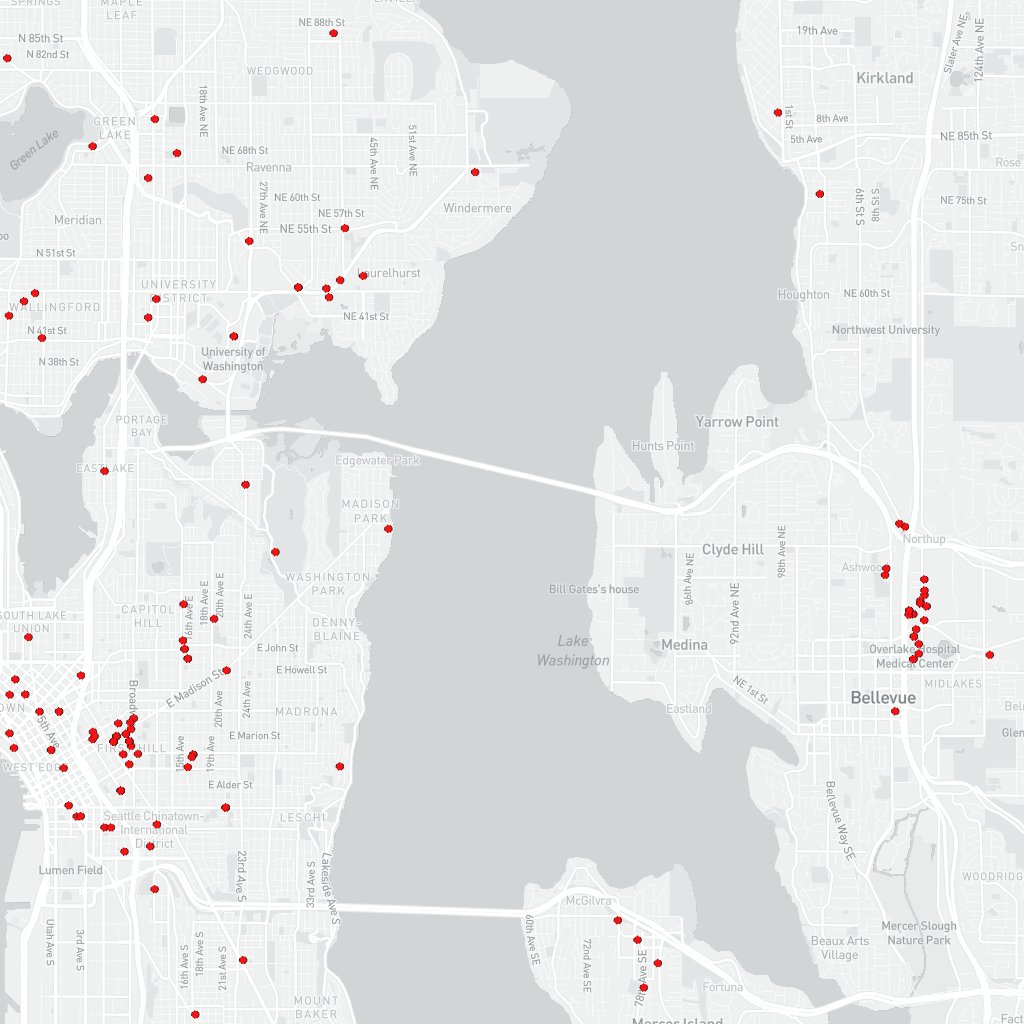 SPRINGS
MAPLE
LEAF
NE 88th St
N 85th St
N 82nd St
WEDGWOOD
19th Ave
Slater Ave NE
124th Ave NE
Kirkland
18th Ave NE
GREEN
LAKE
Green Lake
51st Ave NE
45th Ave NE
1st St
8th Ave
5th Ave
NE 85th St
NE 68th St
Ravenna
Rose
27th Ave NE
NE 60th St
NE 57th St
NE 55th St
Windermere
6th St S
8th St S
NE 75th St
Meridian
N 51st St
Laurelhurst
UNIVERSITY
DISTRICT
WALLINGFORD
N 41st St
NE 41st St
Houghton
NE 60th St
Northwest University
N 38th St
University of
Washington
PORTAGE
BAY
Yarrow Point
Hunts Point
EASTLAKE
Edgewater Park
MADISON
PARK
Northup
Clyde Hill
98th Ave NE
86th Ave NE
92nd Ave NE
Bill Gates's house
WASHINGTON
PARK
CAPITOL
HILL
16th Ave E
18th Ave E
20th Ave E
24th Ave E
SOUTH LAKE
UNION
DENNY-
BLAINE
Lake
Washington
Medina
E John St
E Howell St
E Madison St
Overlake Hospital
Medical Center
NE 1st St
MIDLAKES
Bellevue
20th Ave
24th Ave
MADRONA
Eastland
5th Ave
E Marion St
FIRST HILL
15th Ave
19th Ave
WEST EDGE
E Alder St
Bellevue Way SE
Seattle Chinatown-
International
District
LESCHI
Lumen Field
23rd Ave S
33rd Ave S
Lakeside Ave S
McGilvra
60th Ave SE
WOODRIDG
Utah Ave S
3rd Ave S
16th Ave S
18th Ave S
21st Ave S
72nd Ave SE
78th Ave SE
Mercer Slough
Nature Park
Beaux Arts
Village
MOUNT
BAKER
Fortuna
Mercer Island
Fact